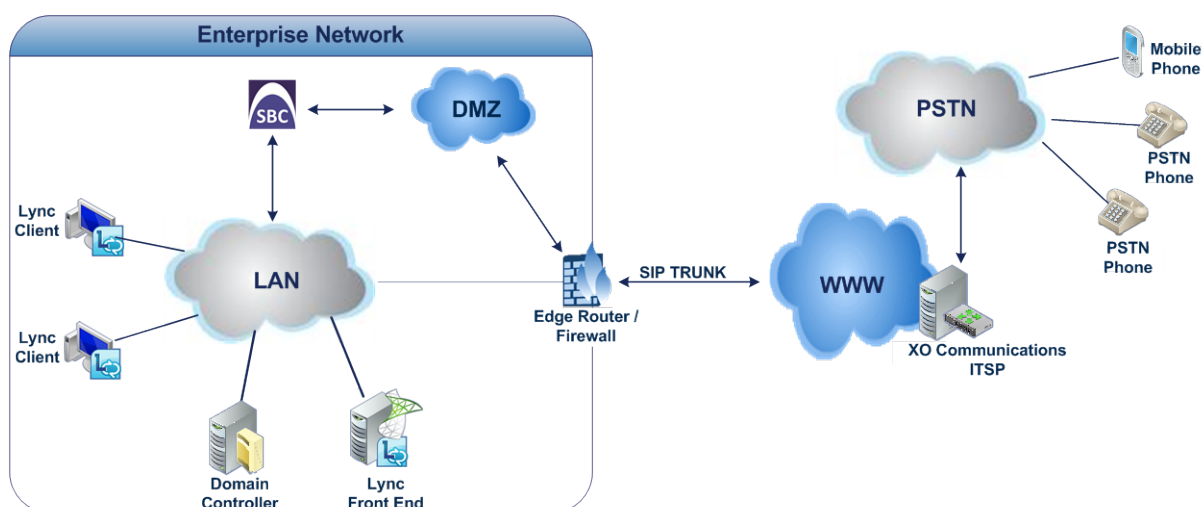 Enterprise Network
SBC
DMZ
Lync
Client
LAN
Lync
Client
Domain
Controller
Lync
Front End
Edge Router /
Firewall
SIP TRUNK
WWW
XO Communications
ITSP
PSTN
Mobile
Phone
PSTN
Phone
PSTN
Phone